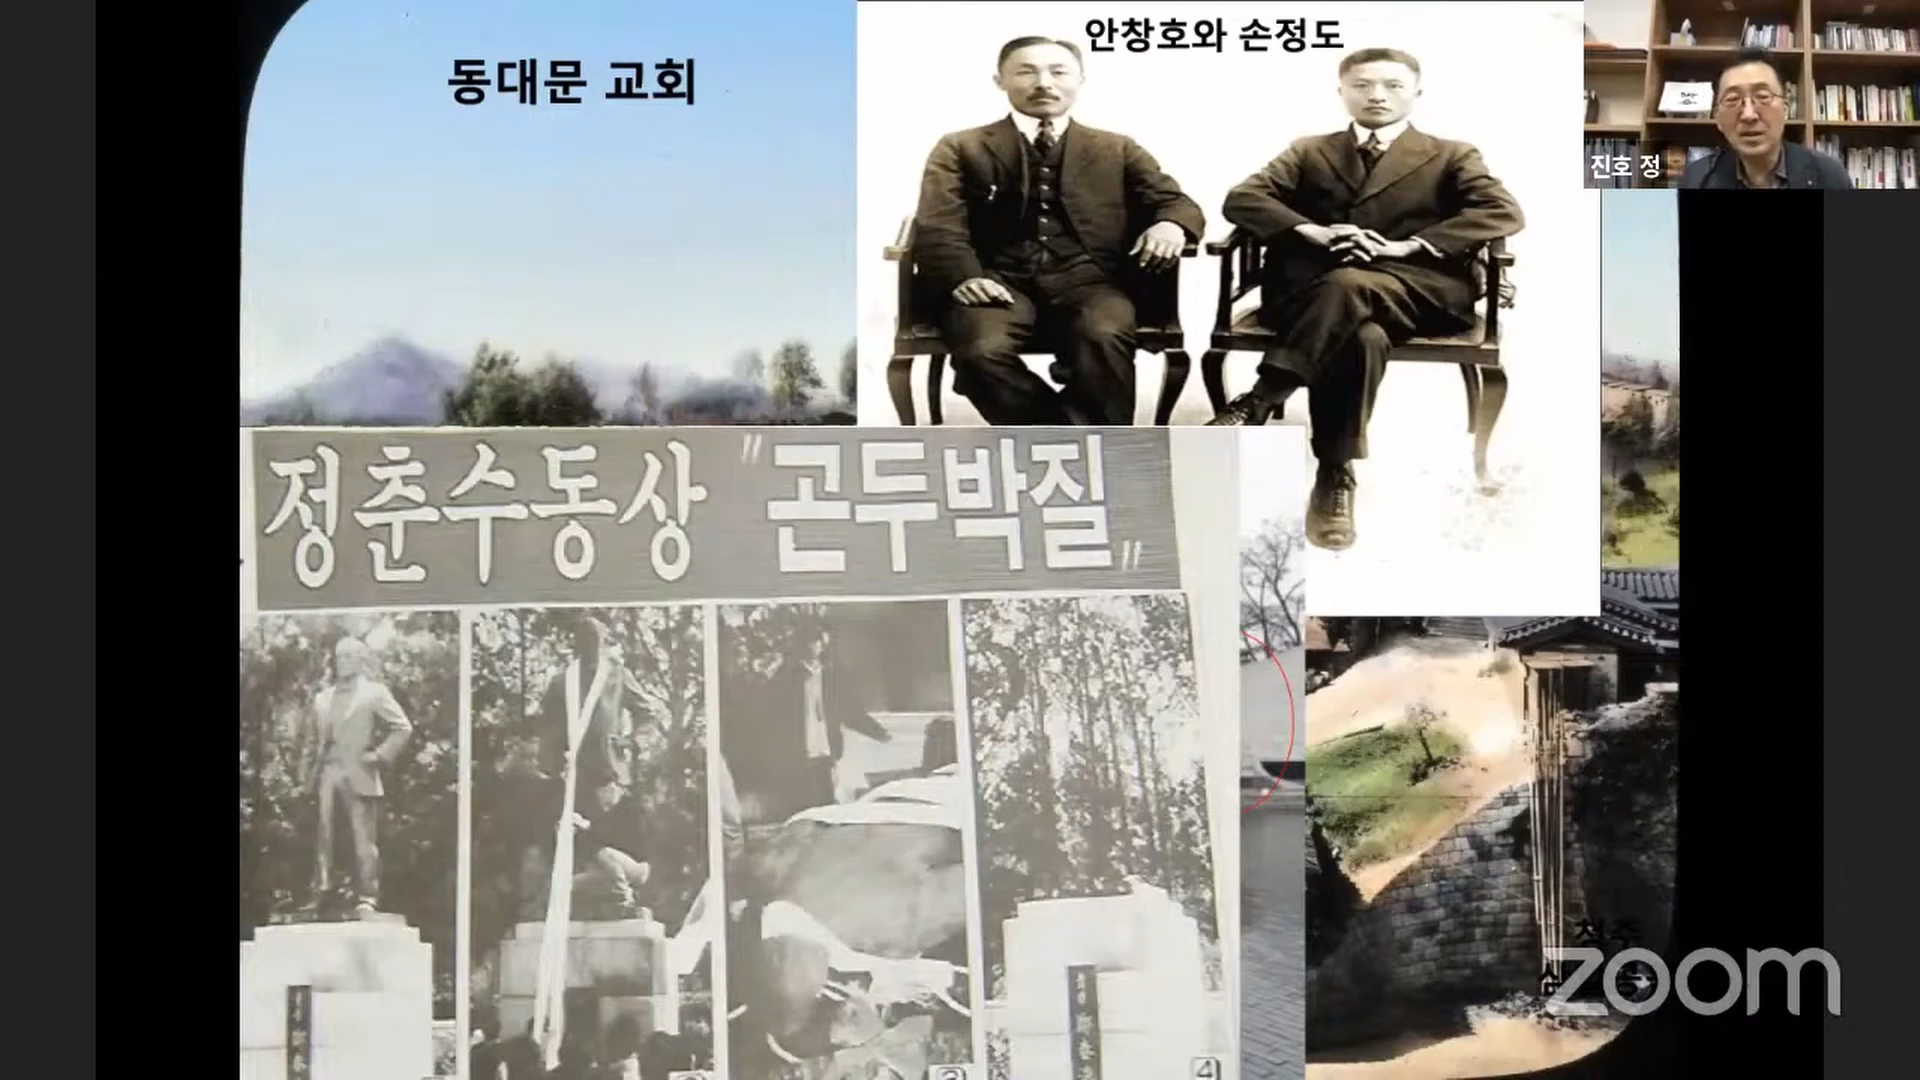 동대문 교회
안창호와 손정도
진호 정
정춘수동상 "곤두박질"
4
zoom